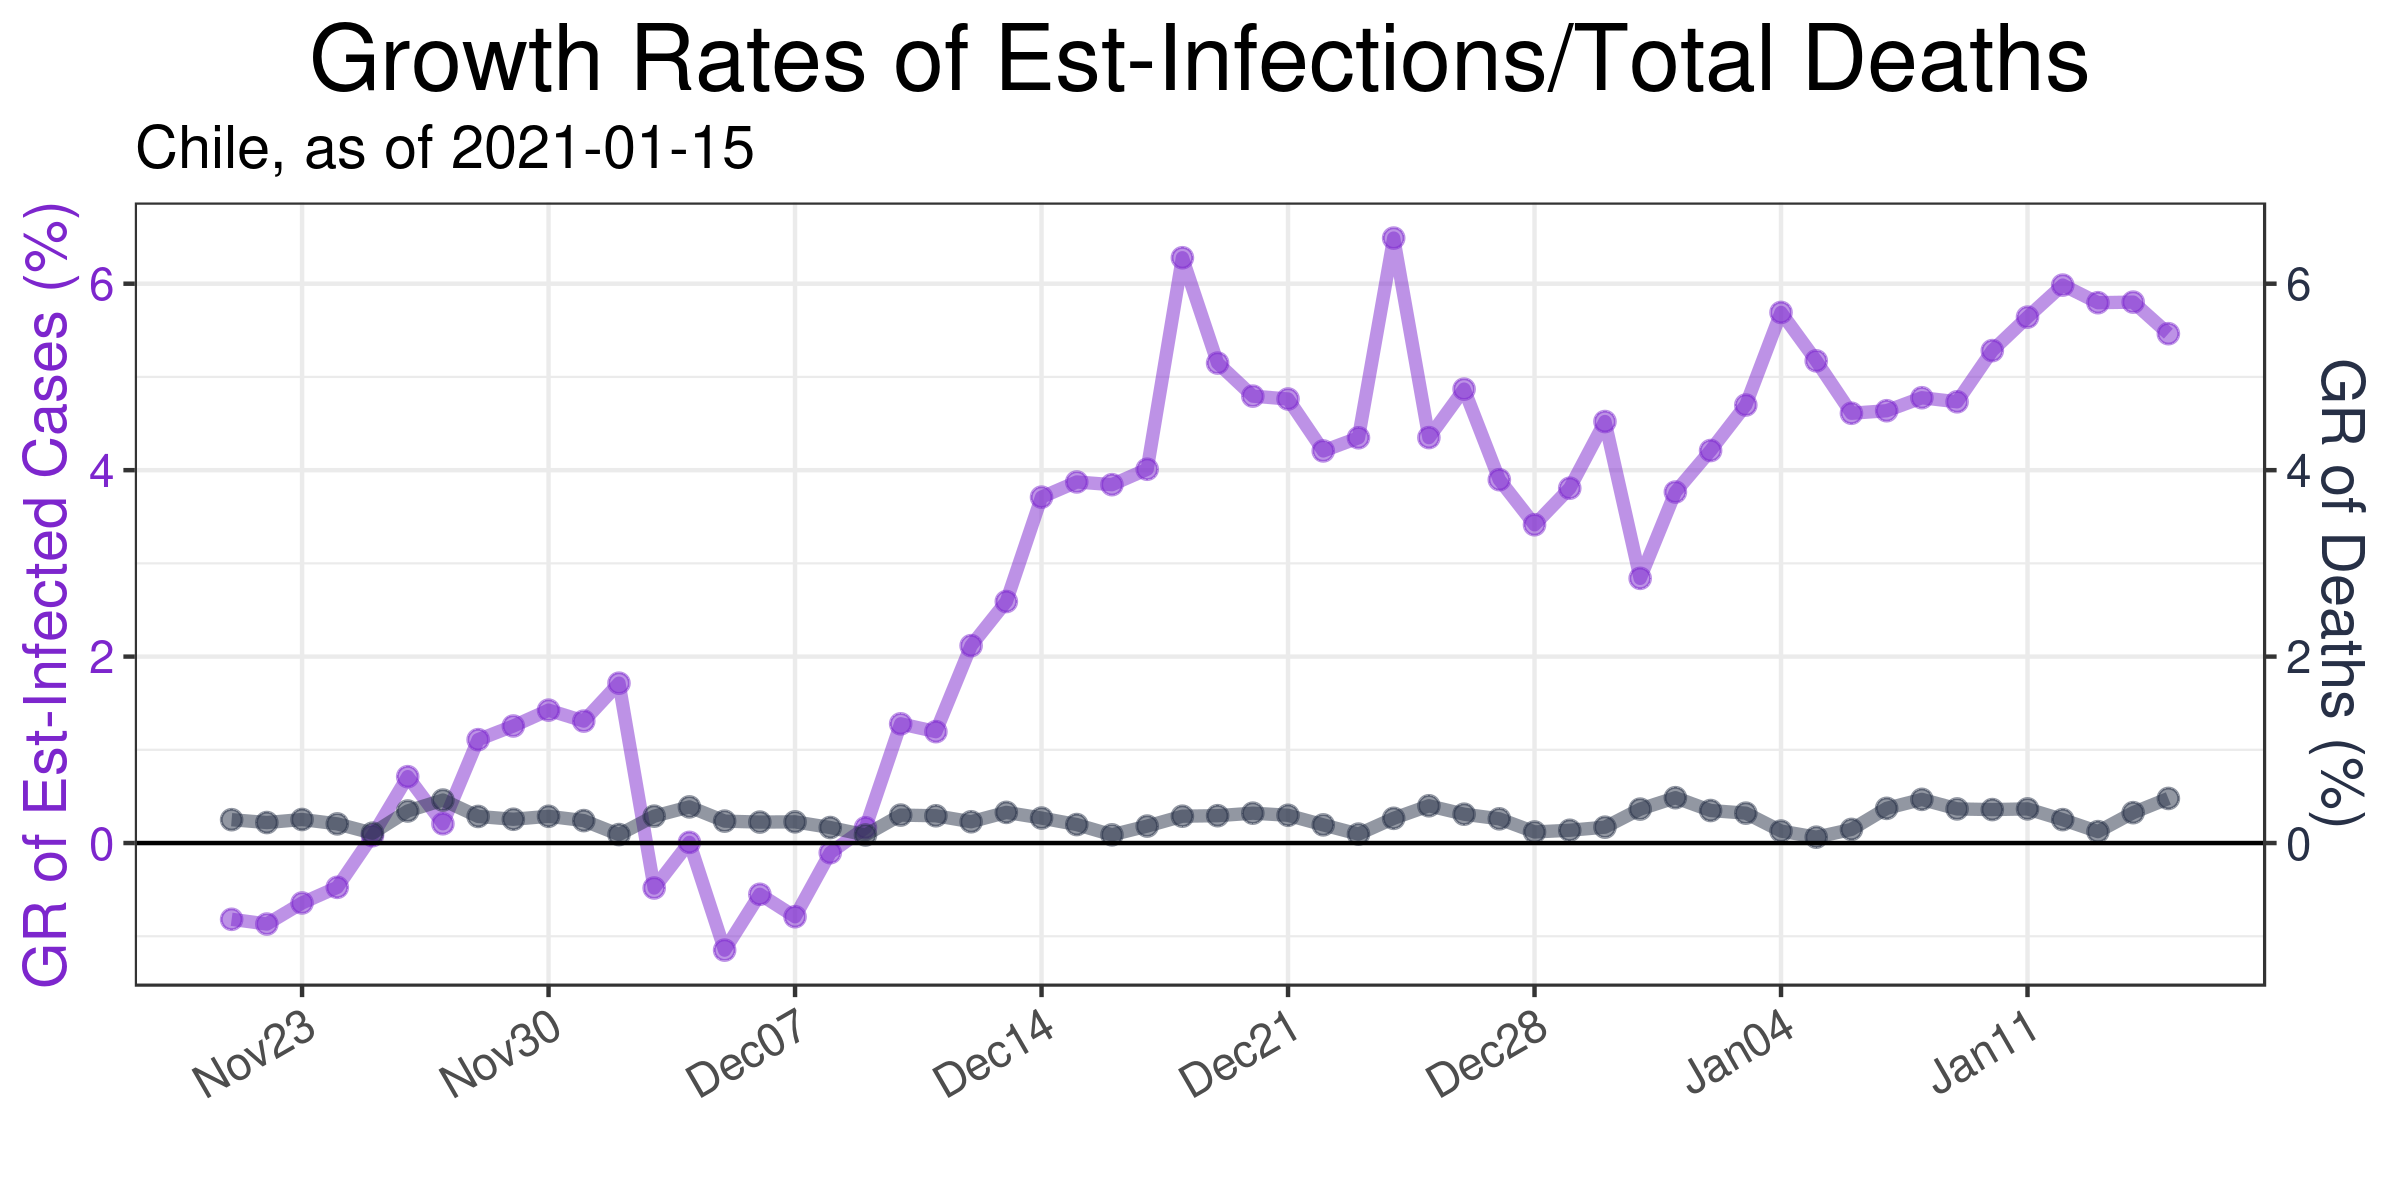 Growth Rates of Est-Infections/Total Deaths
Chile, as of 2021-01-15
GR of Est-Infected Cases (%)
6
4
2
0
6
4
2
0
GR of Deaths (%)
Nov23
Nov30
Dec07
Dec14
Dec21
Dec28
Jan04
Jan11